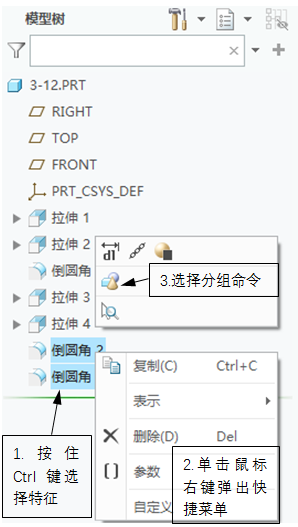 模型树
3-12.PRT
RIGHT
TOP
FRONT
PRT_CSYS_DEF
拉伸 1
拉伸 2
倒圆角
3.选择分组命令
拉伸 3
拉伸 4
倒圆角 2
倒圆角
复制(C) Ctrl+C
表示
删除(D) Del
参数
自定义
1. 按住
Ctrl 键选
择特征
2.单击鼠标
右键弹出快
捷菜单